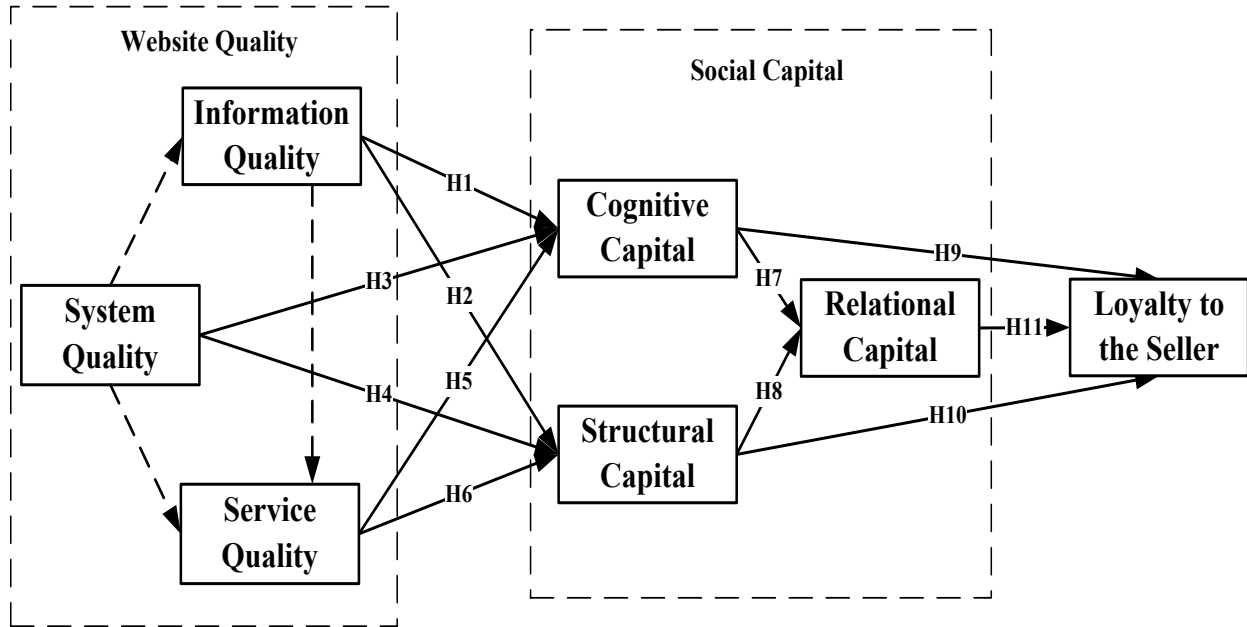 Website Quality
Information
Quality
System
Quality
Service
Quality
H1
H3
H2
H5
H4
H6
Social Capital
Cognitive
Capital
Structural
Capital
H7
H8
Relational
Capital
H9
H11
H10
Loyalty to
the Seller